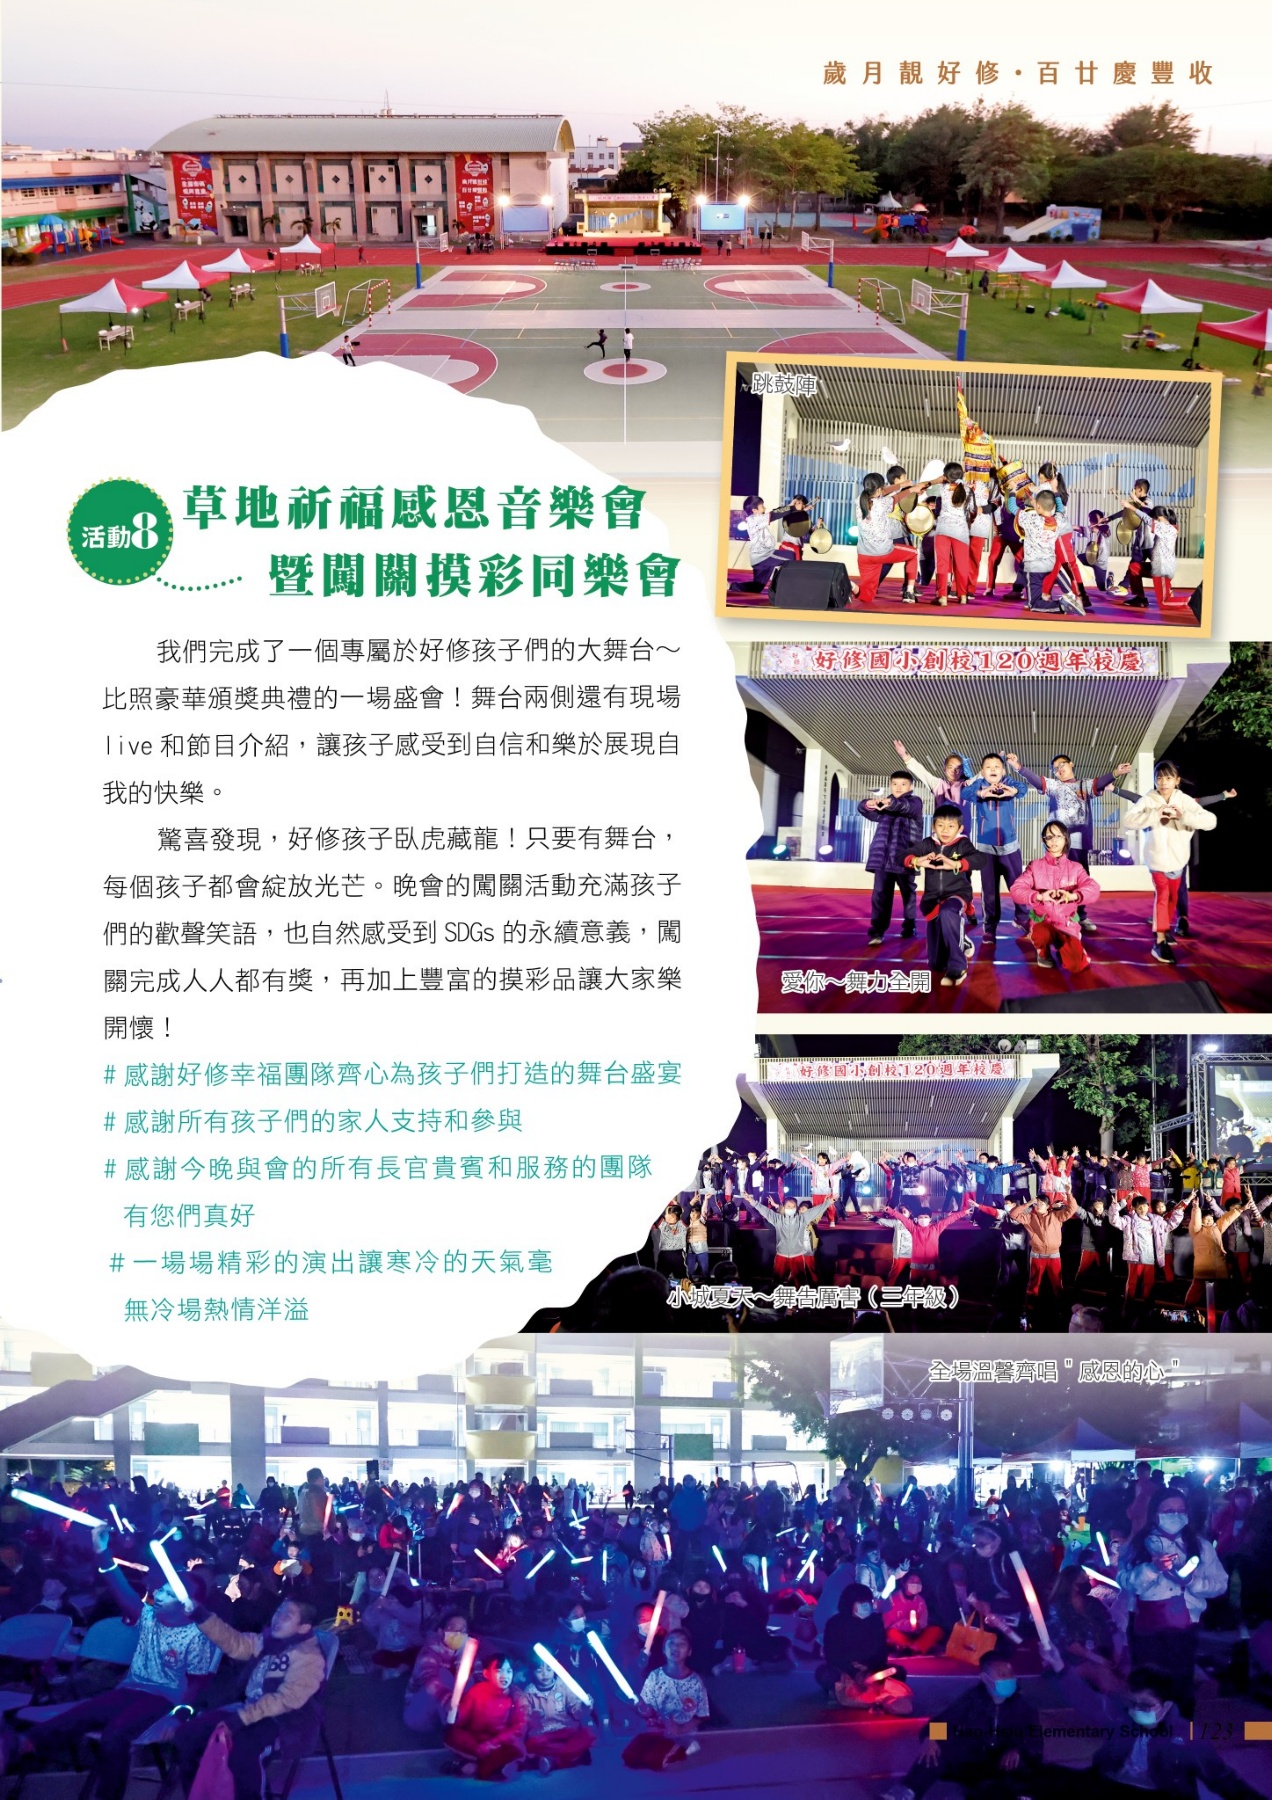 歲月靚好修•百廿慶豐收
跳鼓陣
活動8
草地祈福感恩音樂會
暨闖關摸彩同樂會
我們完成了一個專屬於好修孩子們的大舞台～
比照豪華頒獎典禮的一場盛會！舞台兩側還有現場
live 和節目介紹，讓孩子感受到自信和樂於展現自
我的快樂。
驚喜發現，好修孩子臥虎藏龍！只要有舞台，
每個孩子都會綻放光芒。晚會的闖關活動充滿孩子
們的歡聲笑語，也自然感受到 SDGs 的永續意義，闖
關完成人人都有獎，再加上豐富的摸彩品讓大家樂
開懷！
# 感謝好修幸福團隊齊心為孩子們打造的舞台盛宴
# 感謝所有孩子們的家人支持和參與
# 感謝今晚與會的所有長官貴賓和服務的團隊
有您們真好
# 一場場精彩的演出讓寒冷的天氣毫
無冷場熱情洋溢
好修國小創校120週年校慶
愛你～舞力全開
好修國小創校120週年校慶
小城夏天～舞告厲害（三年級）
全場溫馨齊唱"感恩的心"
Elementary School
123